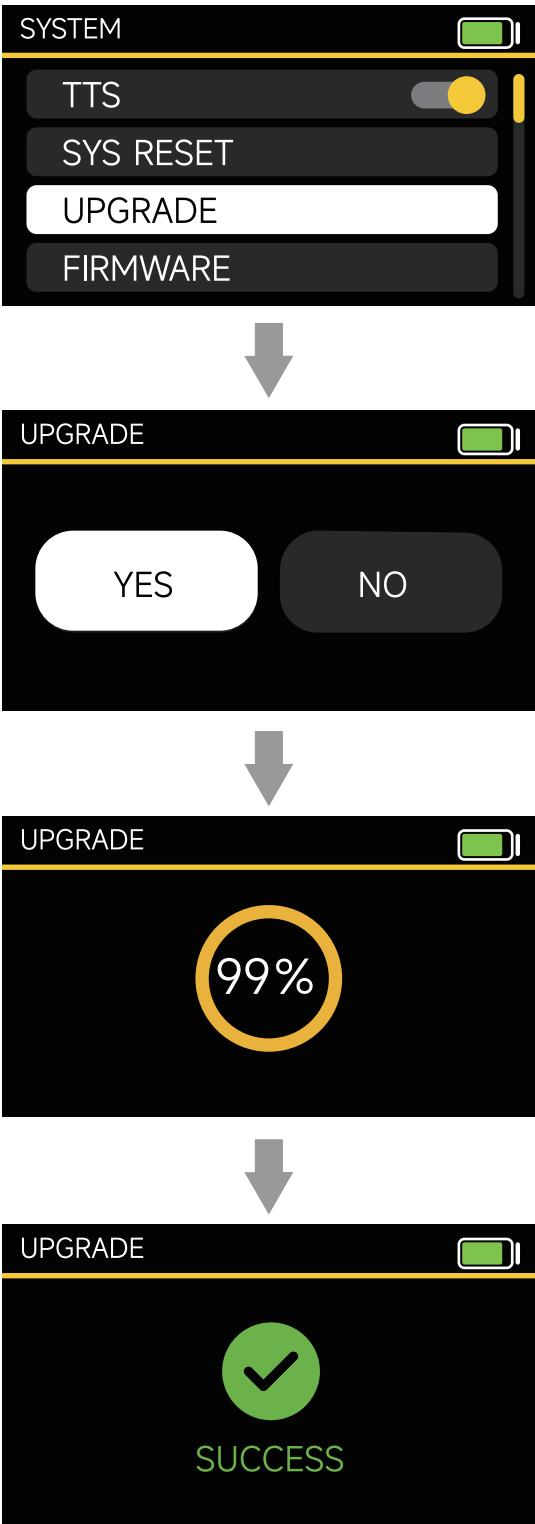 SYSTEM
TTS
SYS RESET
UPGRADE
FIRMWARE
UPGRADE
YES NO
UPGRADE
99%
UPGRADE
SUCCESS